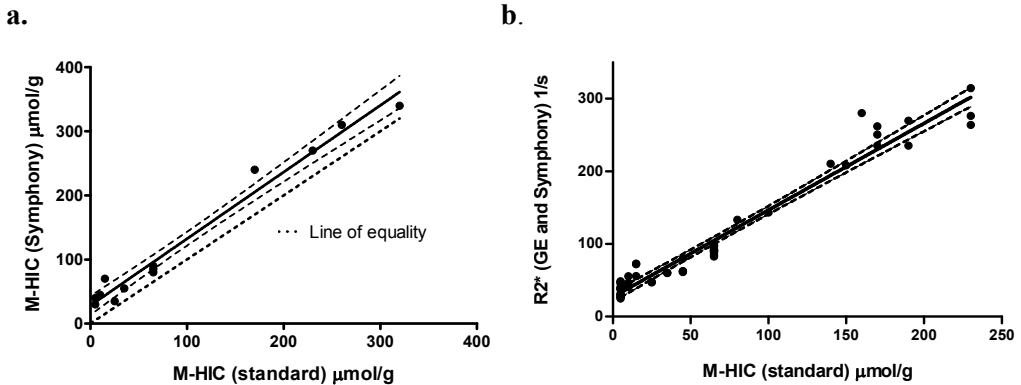 a.
M-HIC (Symphony) μmol/g
400
300
200
100
0
0 100 200 300 400
M-HIC (standard) μmol/g
Line of equality
b.
R2* (GE and Symphony) 1/s
300
200
100
0
0 50 100 150 200 250
M-HIC (standard) μmol/g